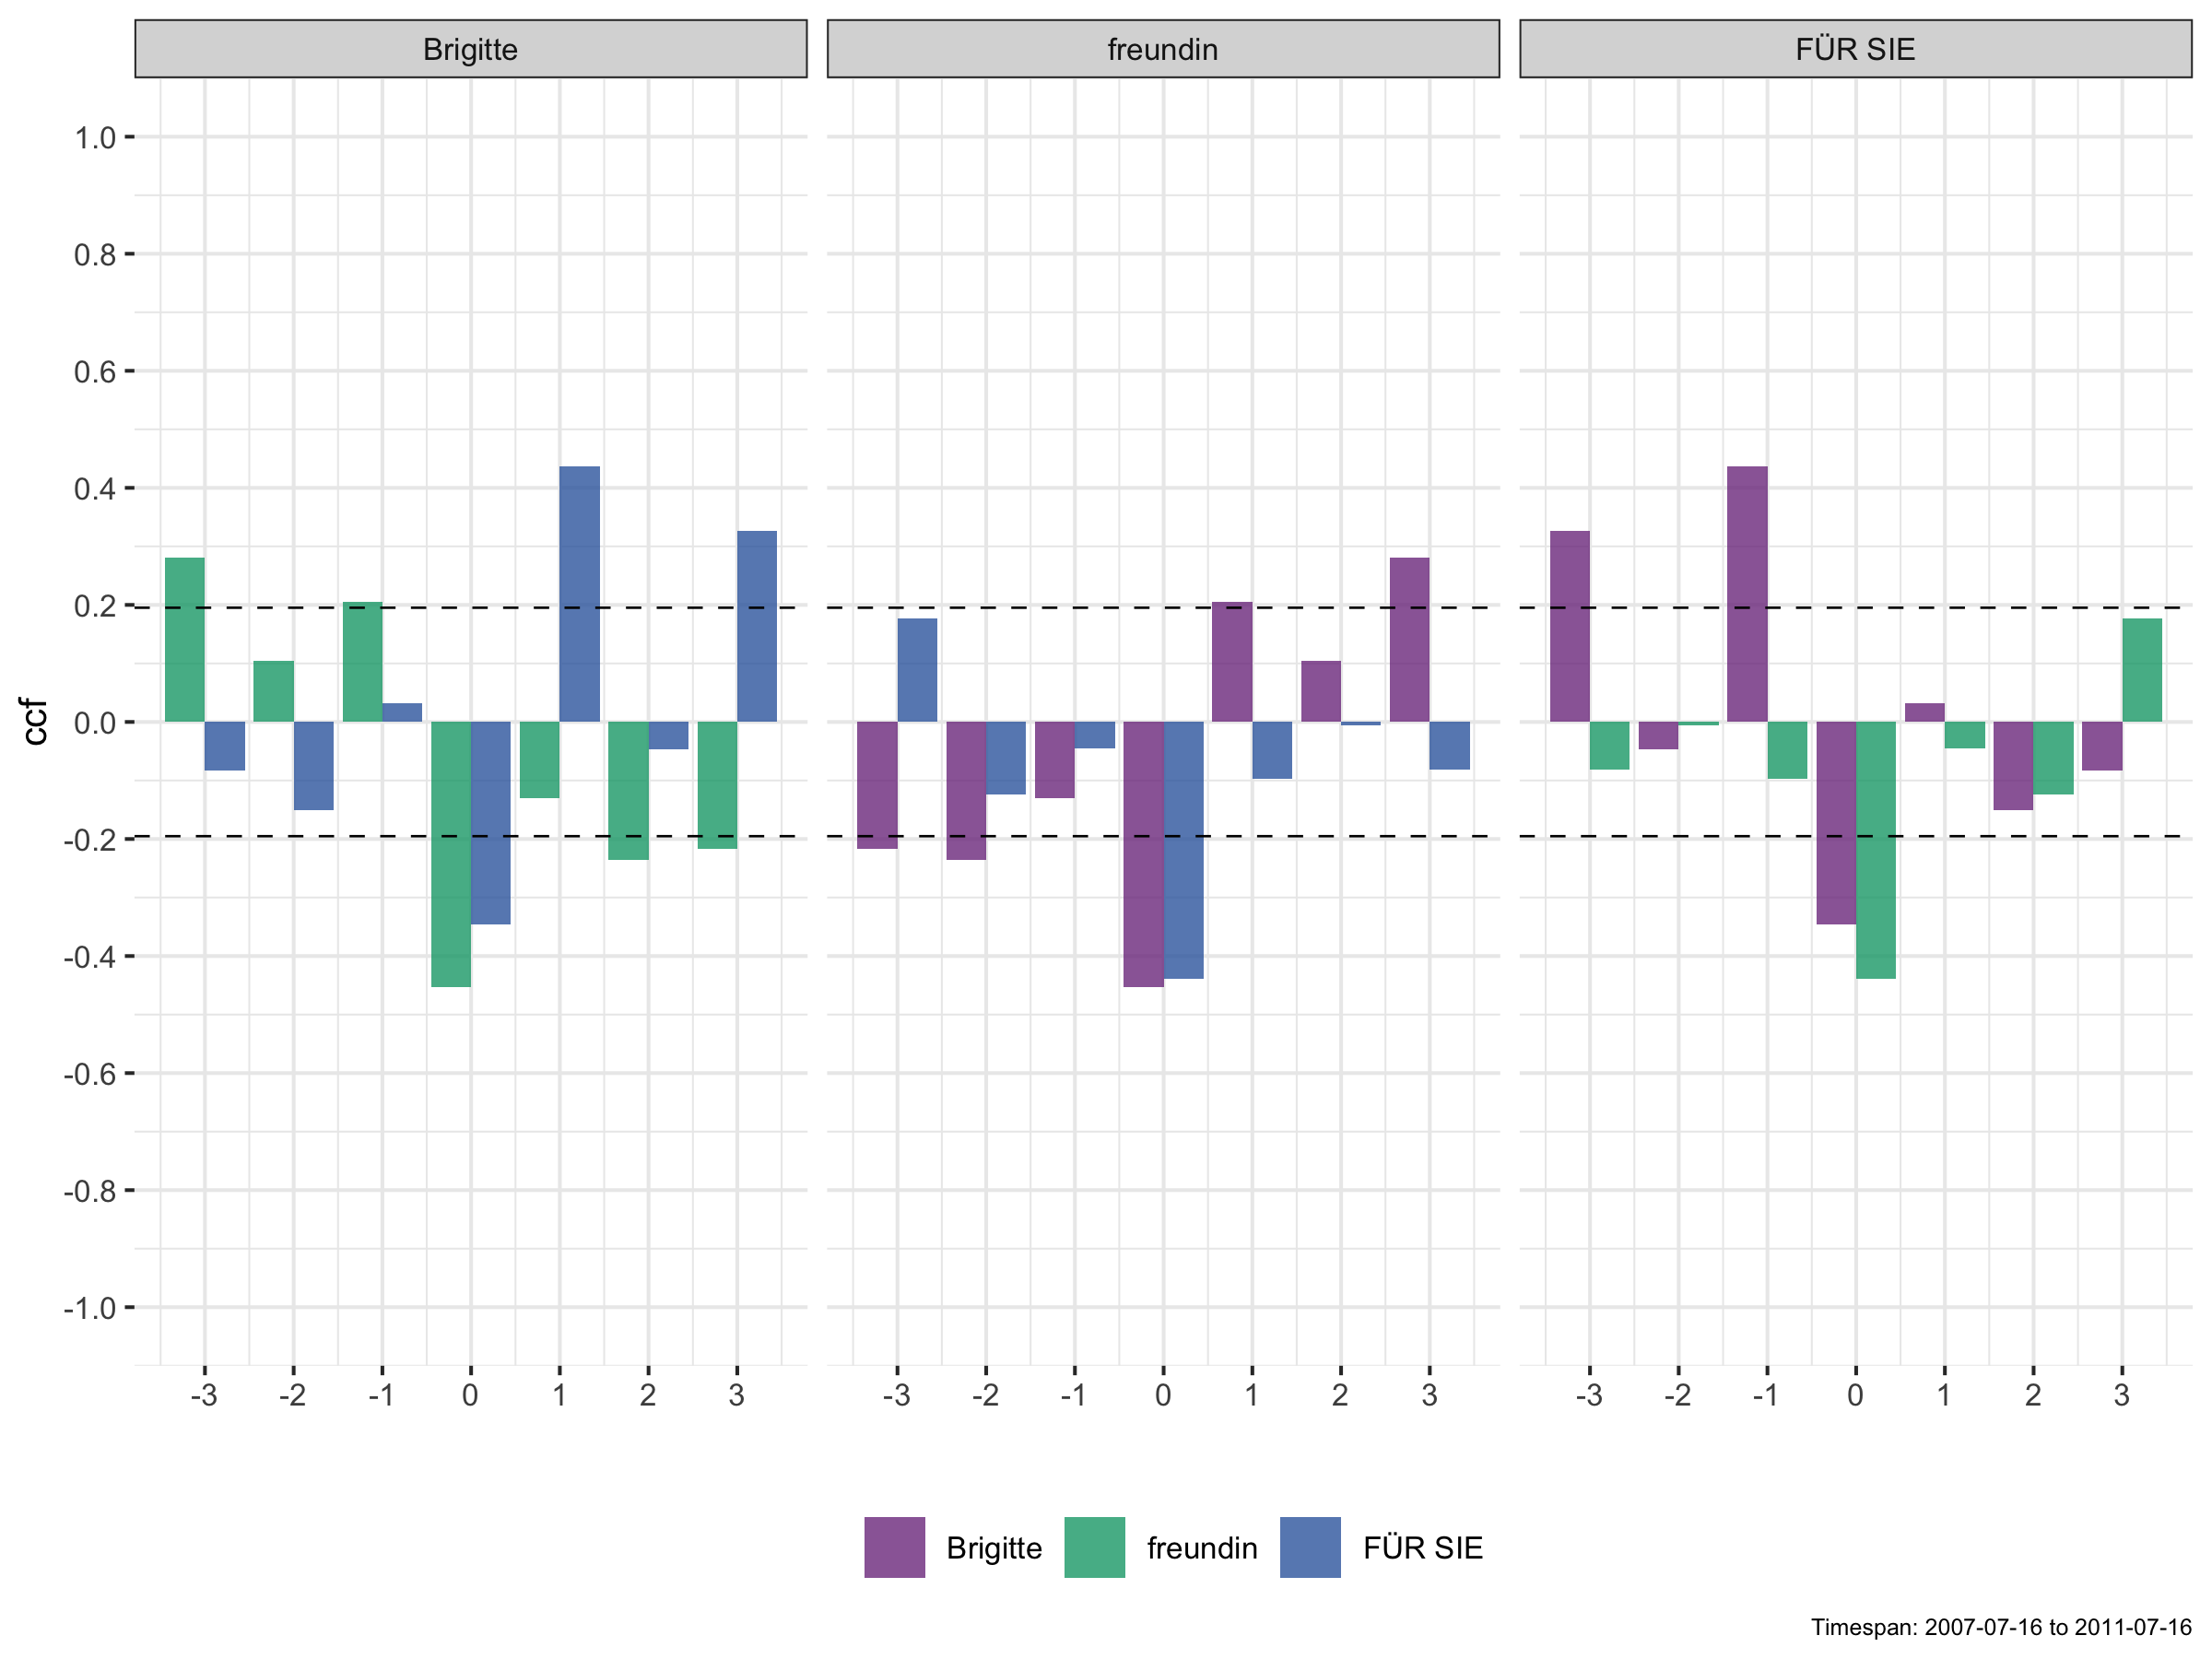 Brigitte freundin FÜR SIE
1.0
0.8
0.6
0.4
0.2
0.0
-0.2
-0.4
-0.6
-0.8
-1.0
ccf
-3 -2 -1 0 1 2 3 -3 -2 -1 0 1 2 3 -3 -2 -1 0 1 2 3
Brigitte freundin FÜR SIE
Timespan: 2007-07-16 to 2011-07-16